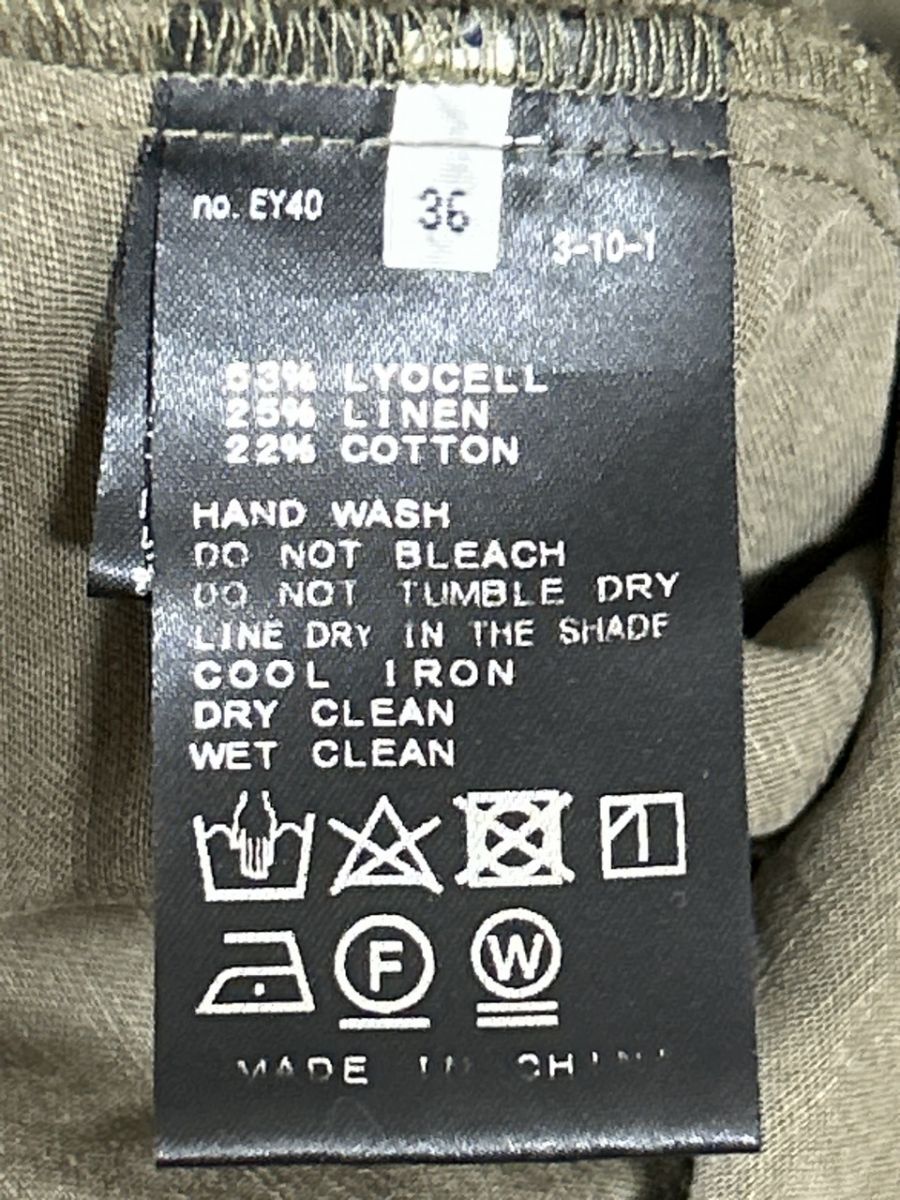 no. EY40
36
3-10-1
53% LYOCELL
25% LINEN
22% COTTON
HAND WASH
DO NOT BLEACH
DO NOT TUMBLE DRY
LINE DRY IN THE SHADE
COOL IRON
DRY CLEAN
WET CLEAN
F
W
MADE IN CHINA